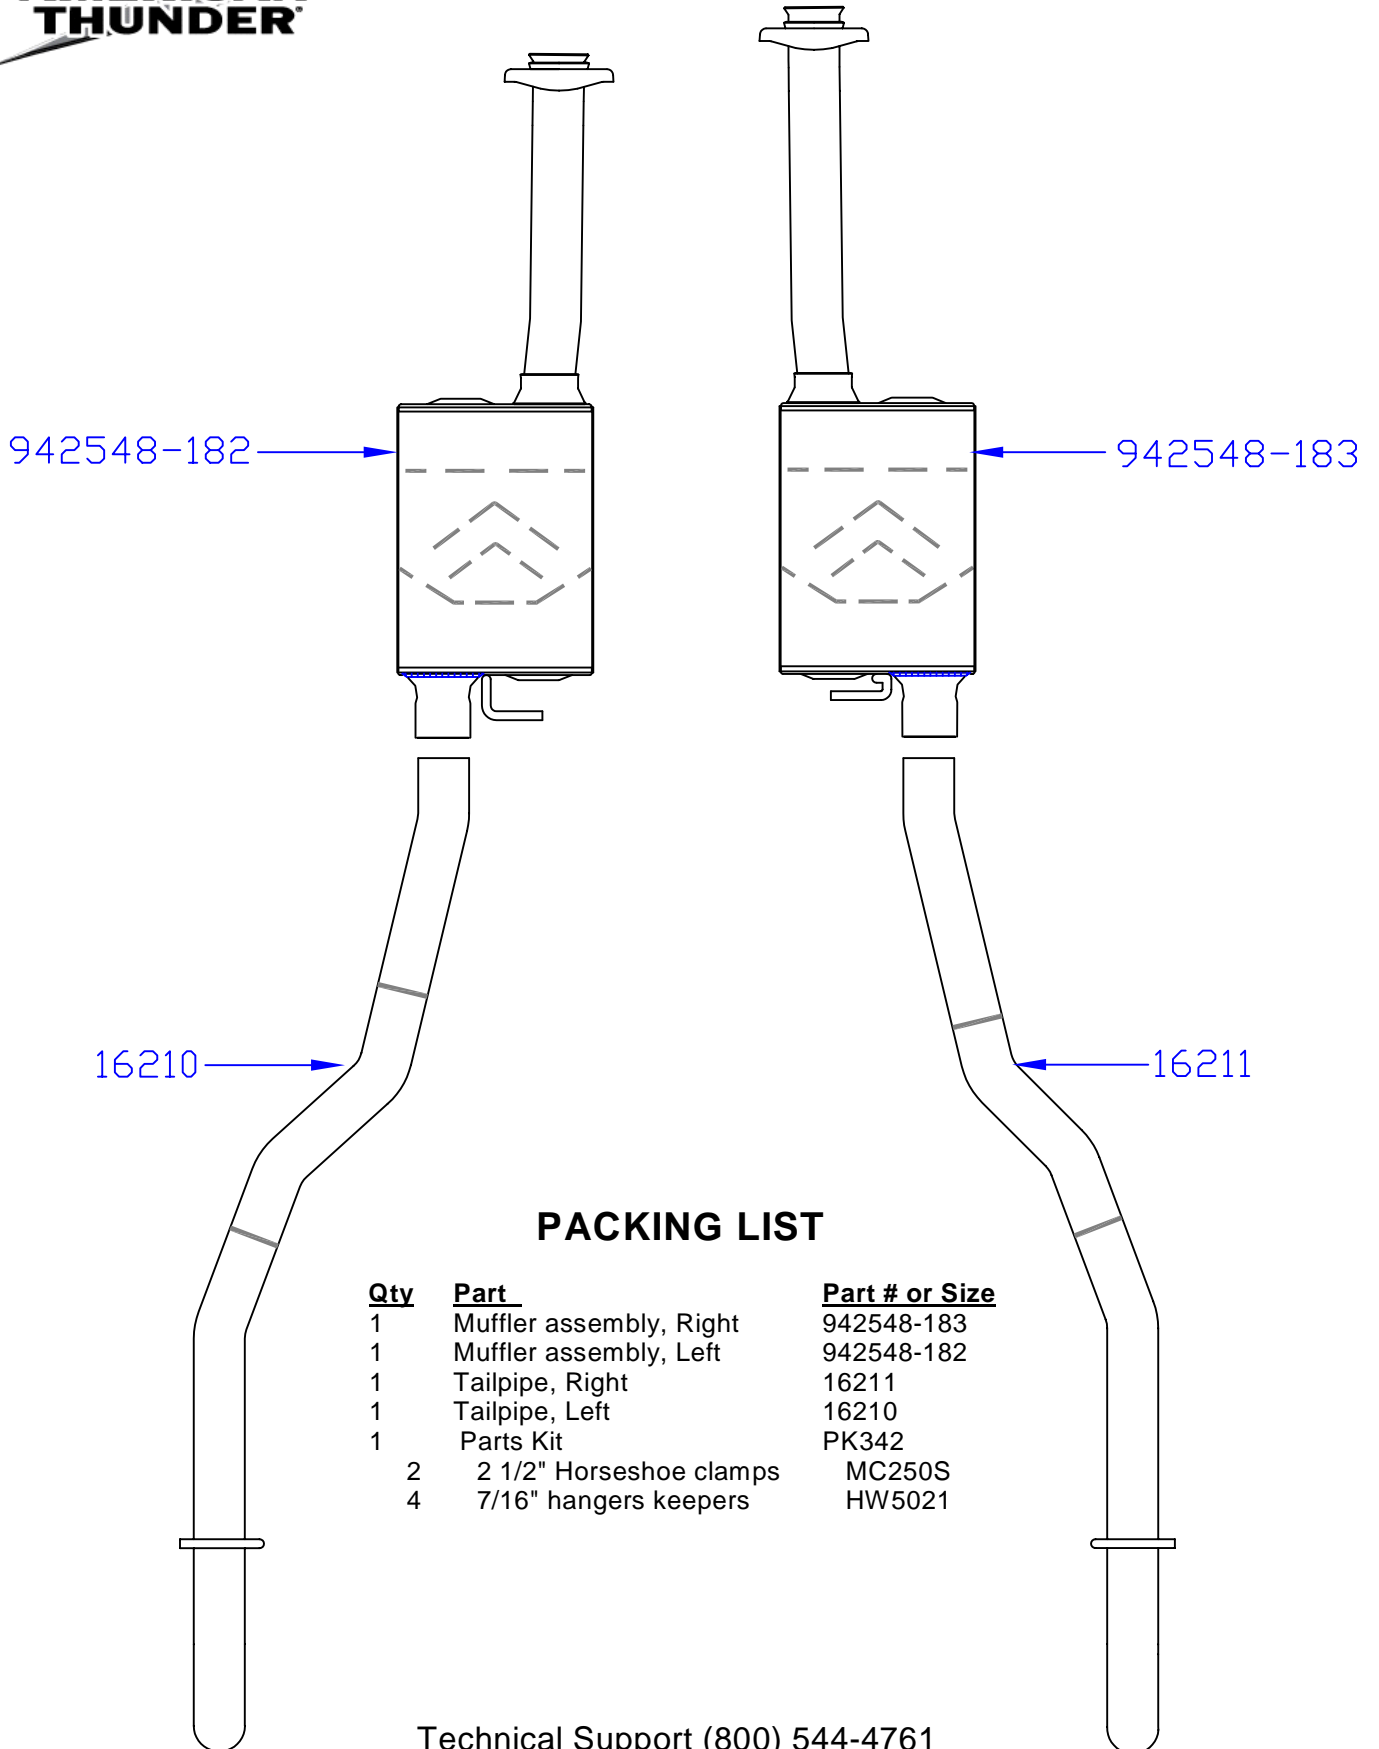 THUNDER
942548-182
942548-183
16210
16211
PACKING LIST
Qty Part Part # or Size
1 Muffler assembly, Right 942548-183
1 Muffler assembly, Left 942548-182
1 Tailpipe, Right 16211
1 Tailpipe, Left 16210
1 Parts Kit PK342
2 2 1/2" Horseshoe clamps MC250S
4 7/16" hangers keepers HW5021
Technical Support (800) 544-4761